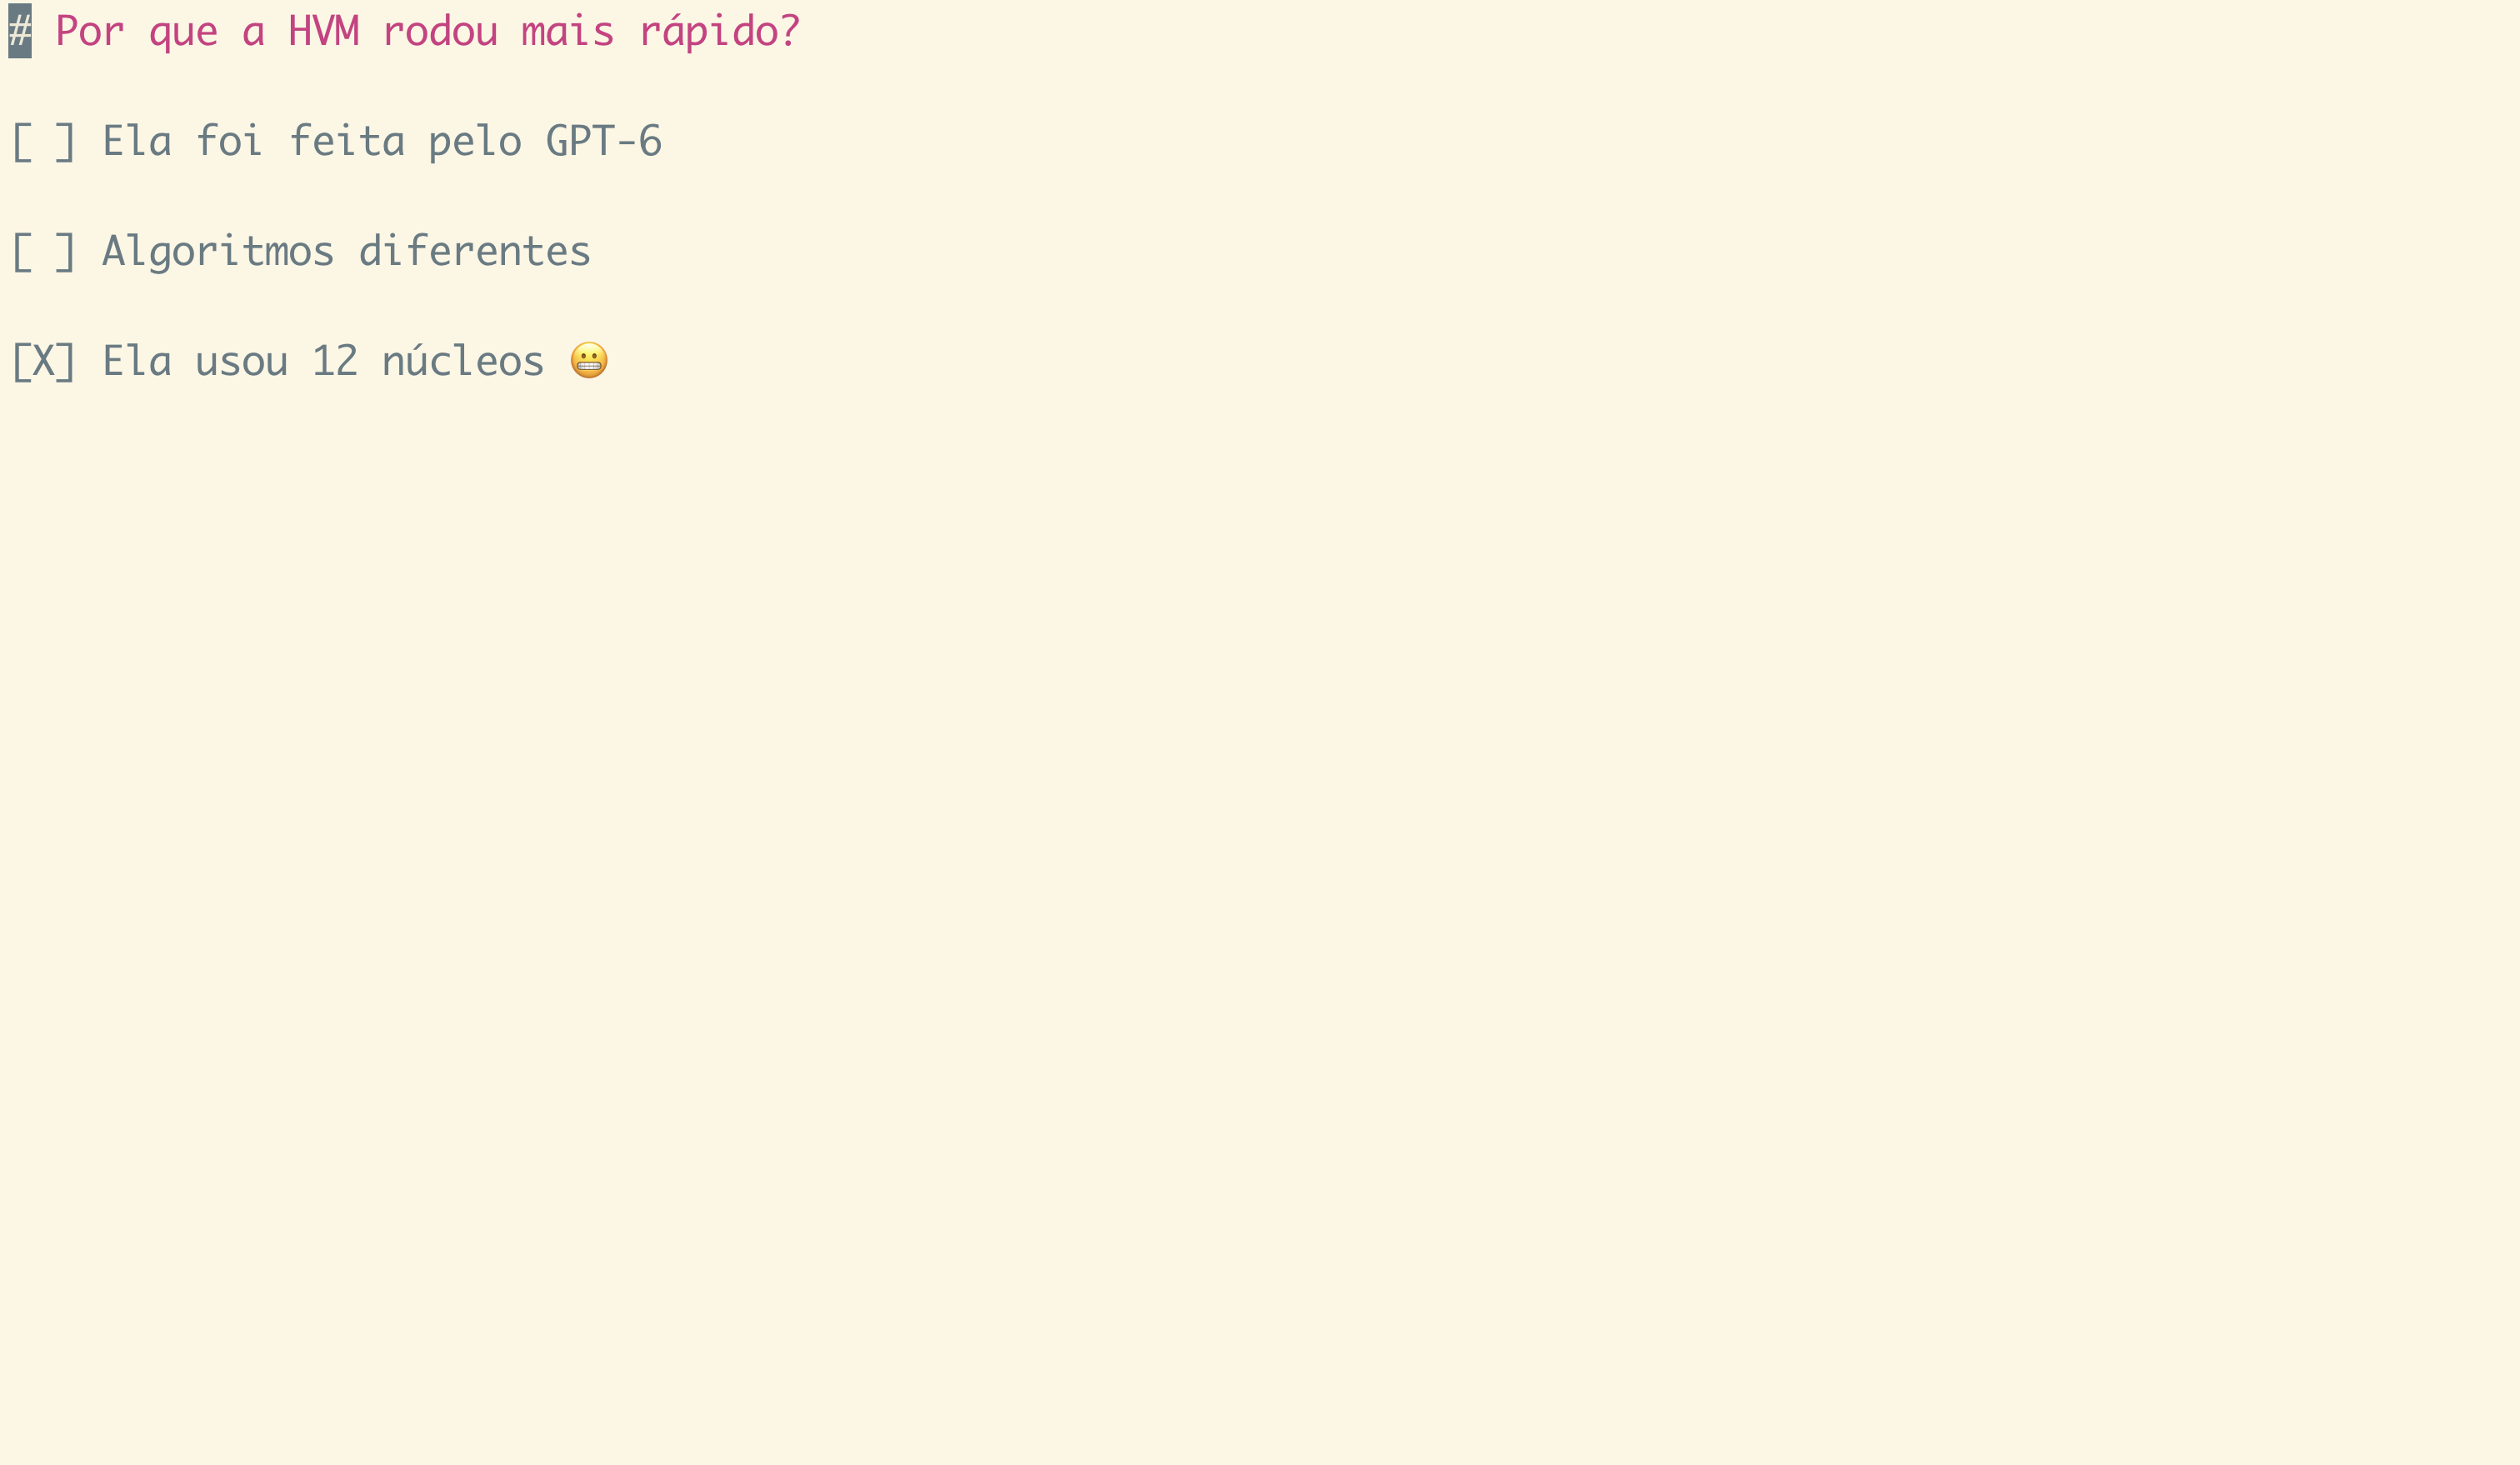 # Por que a HVM rodou mais rápido?
[ ] Ela foi feita pelo GPT-6
[ ] Algoritmos diferentes
[X] Ela usou 12 núcleos 😬